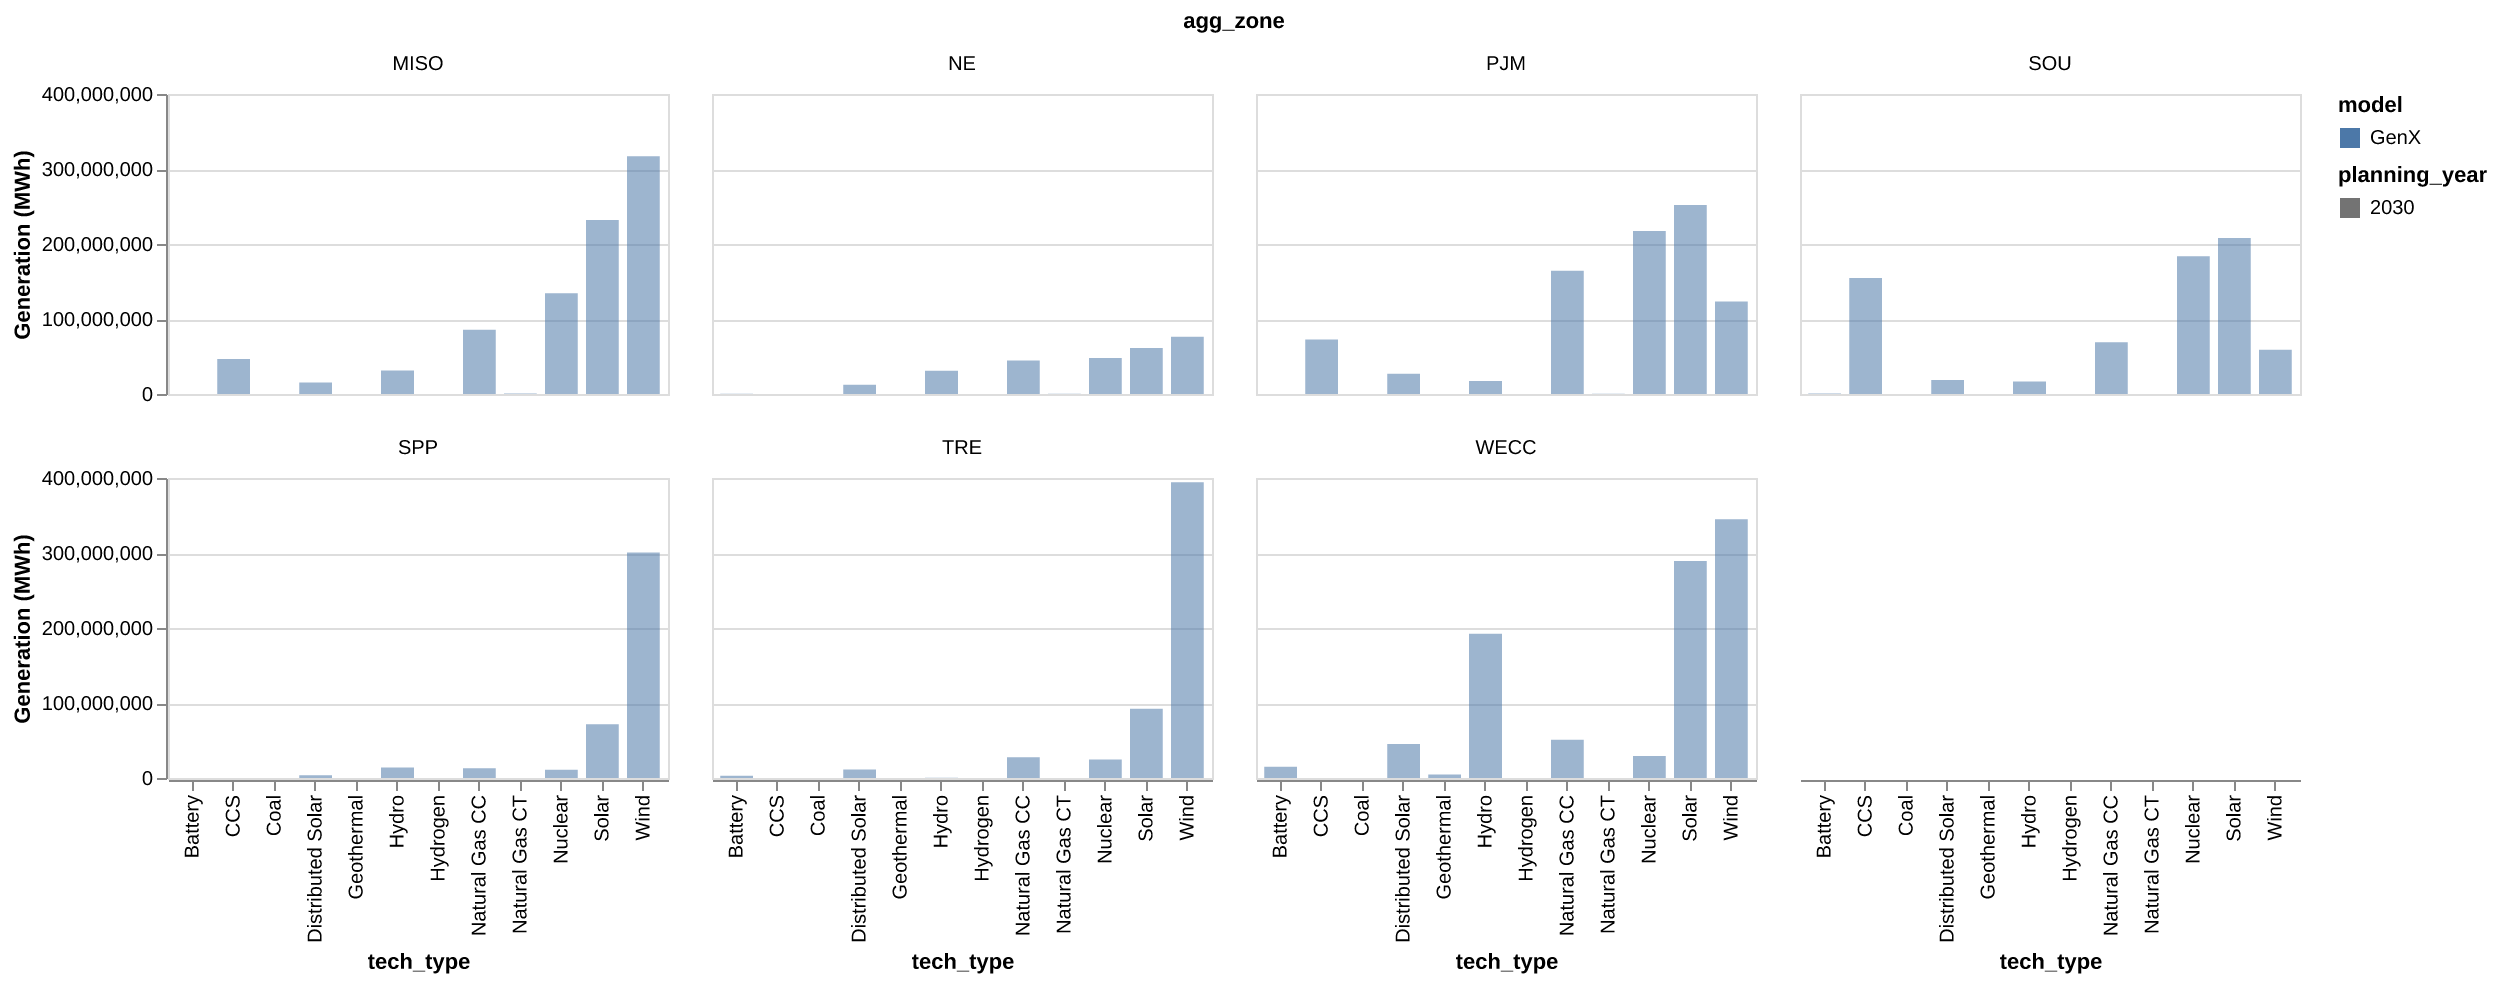 agg_zone
MISO
NE
PJM
SOU
400,000,000
300,000,000
200,000,000
100,000,000
0
Generation (MWh)
model
GenX
planning_year
2030
SPP
TRE
WECC
400,000,000
300,000,000
200,000,000
100,000,000
0
Generation (MWh)
Battery
CCS
Coal
Distributed Solar
Geothermal
Hydro
Hydrogen
Natural Gas CC
Natural Gas CT
Nuclear
Solar
Wind
Battery
CCS
Coal
Distributed Solar
Geothermal
Hydro
Hydrogen
Natural Gas CC
Natural Gas CT
Nuclear
Solar
Wind
Battery
CCS
Coal
Distributed Solar
Geothermal
Hydro
Hydrogen
Natural Gas CC
Natural Gas CT
Nuclear
Solar
Wind
Battery
CCS
Coal
Distributed Solar
Geothermal
Hydro
Hydrogen
Natural Gas CC
Natural Gas CT
Nuclear
Solar
Wind
tech_type
tech_type
tech_type
tech_type